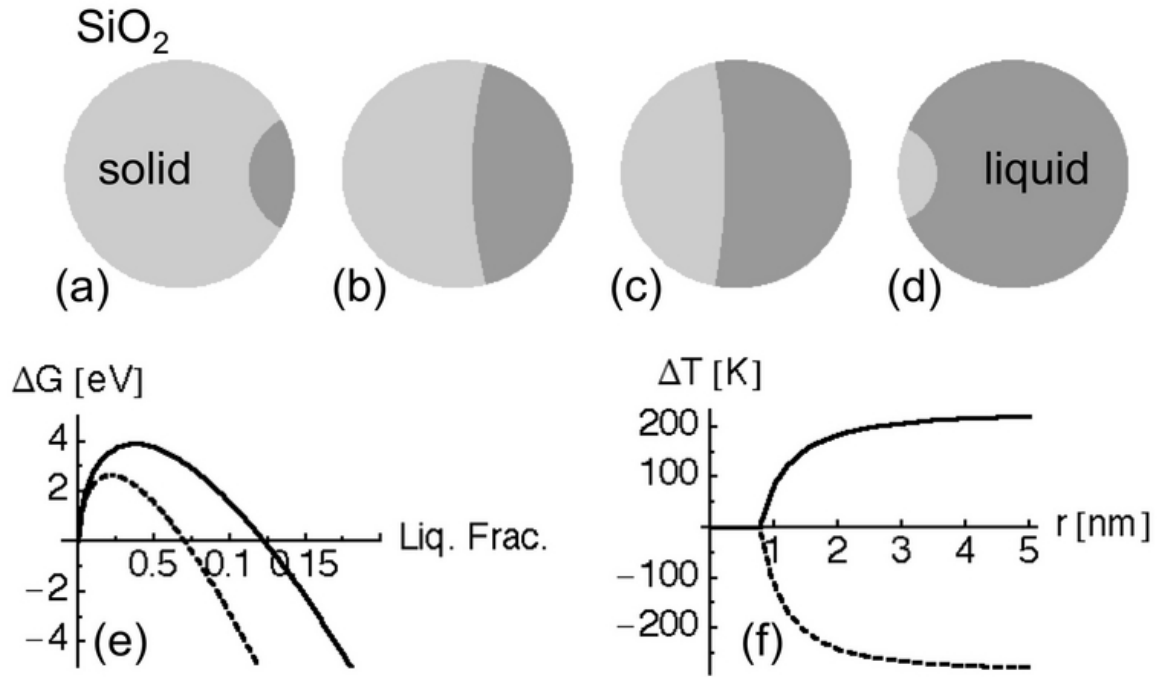 SiO₂
solid
liquid
(a)
(b)
(c)
(d)
ΔG [eV]
4
2
−2
−4
0.5 0.1 0.15
Liq. Frac.
(e)
ΔT [K]
200
100
−100
−200
1 2 3 4 5
r [nm]
(f)